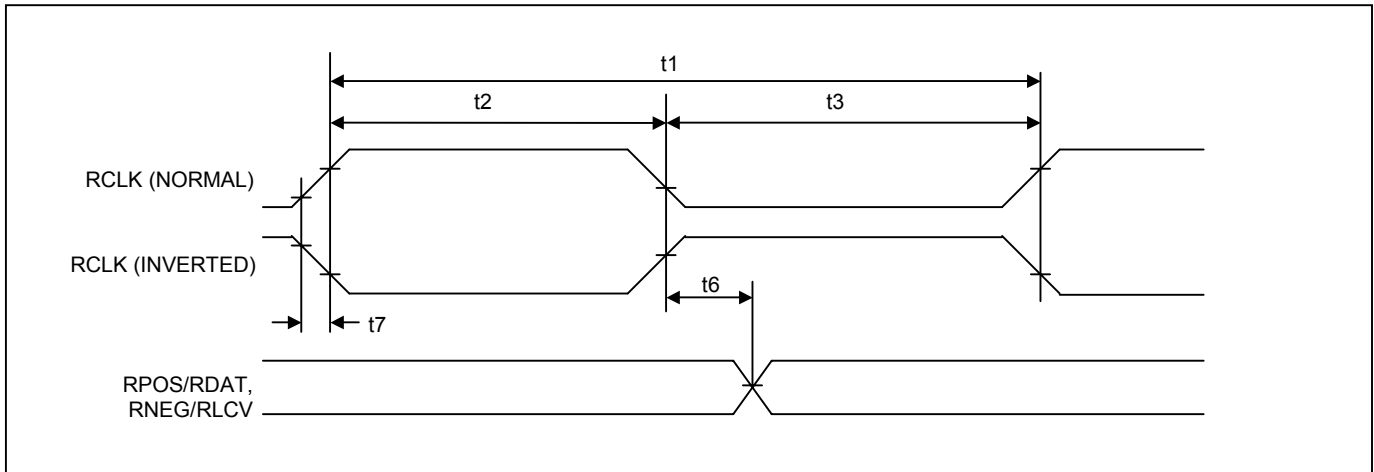 t1
t2
t3
RCLK (NORMAL)
RCLK (INVERTED)
t6
t7
RPOS/RDAT,
RNEG/RLCV